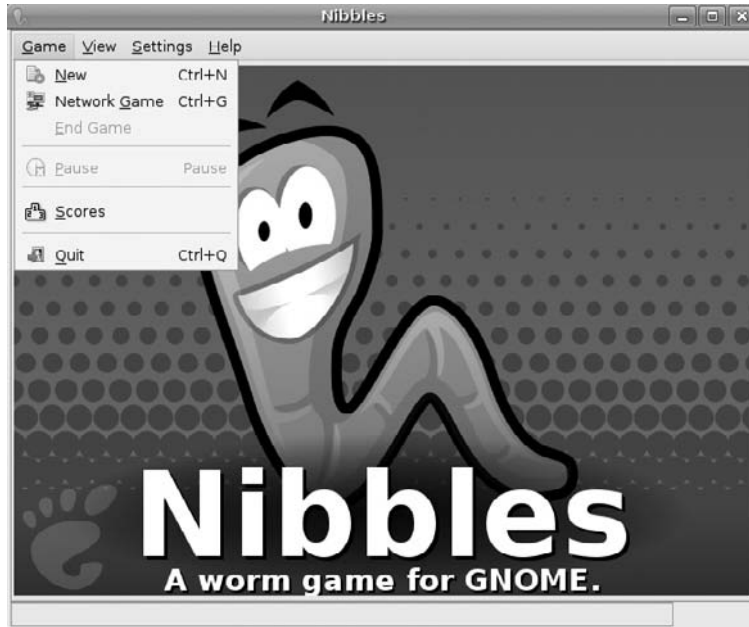 Nibbles
Game View Settings Help
New Ctrl+N
Network Game Ctrl+G
End Game
Pause Pause
Scores
Quit Ctrl+Q
Nibbles
A worm game for GNOME.